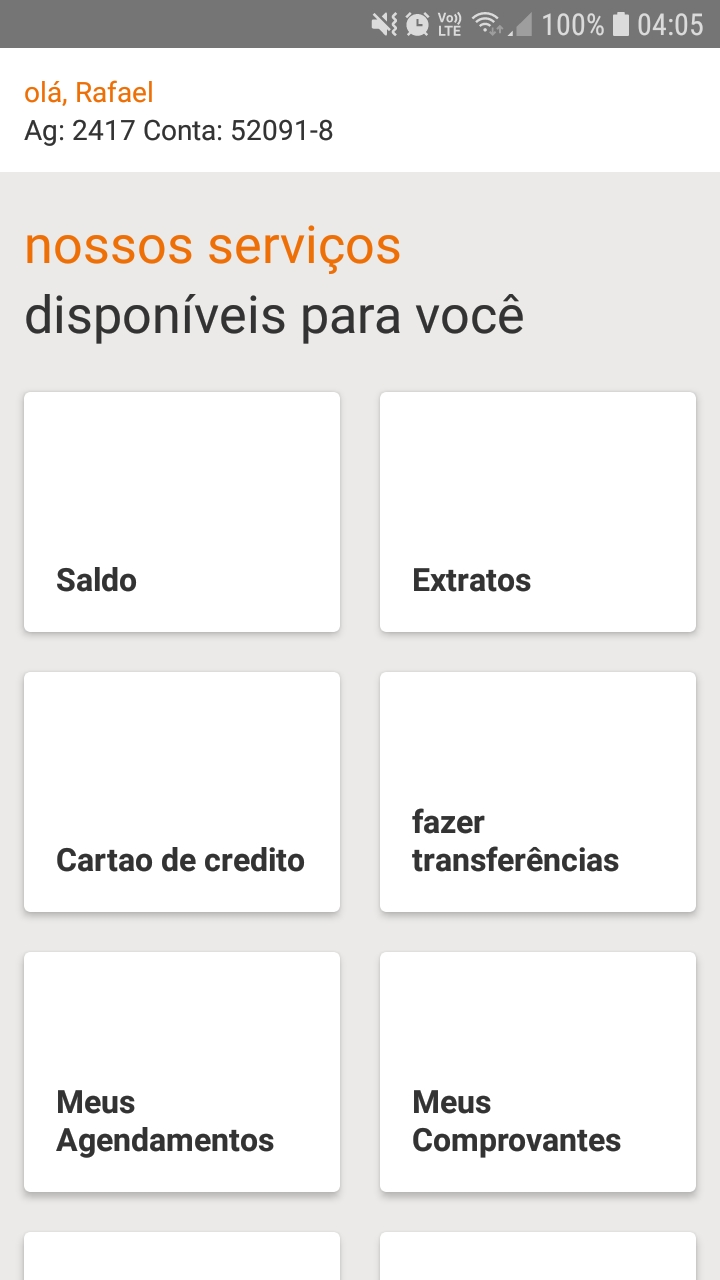 Vo)) LTE 100% 04:05
olá, Rafael
Ag: 2417 Conta: 52091-8
nossos serviços
disponíveis para você
Saldo
Extratos
Cartao de credito
fazer
transferências
Meus
Agendamentos
Meus
Comprovantes